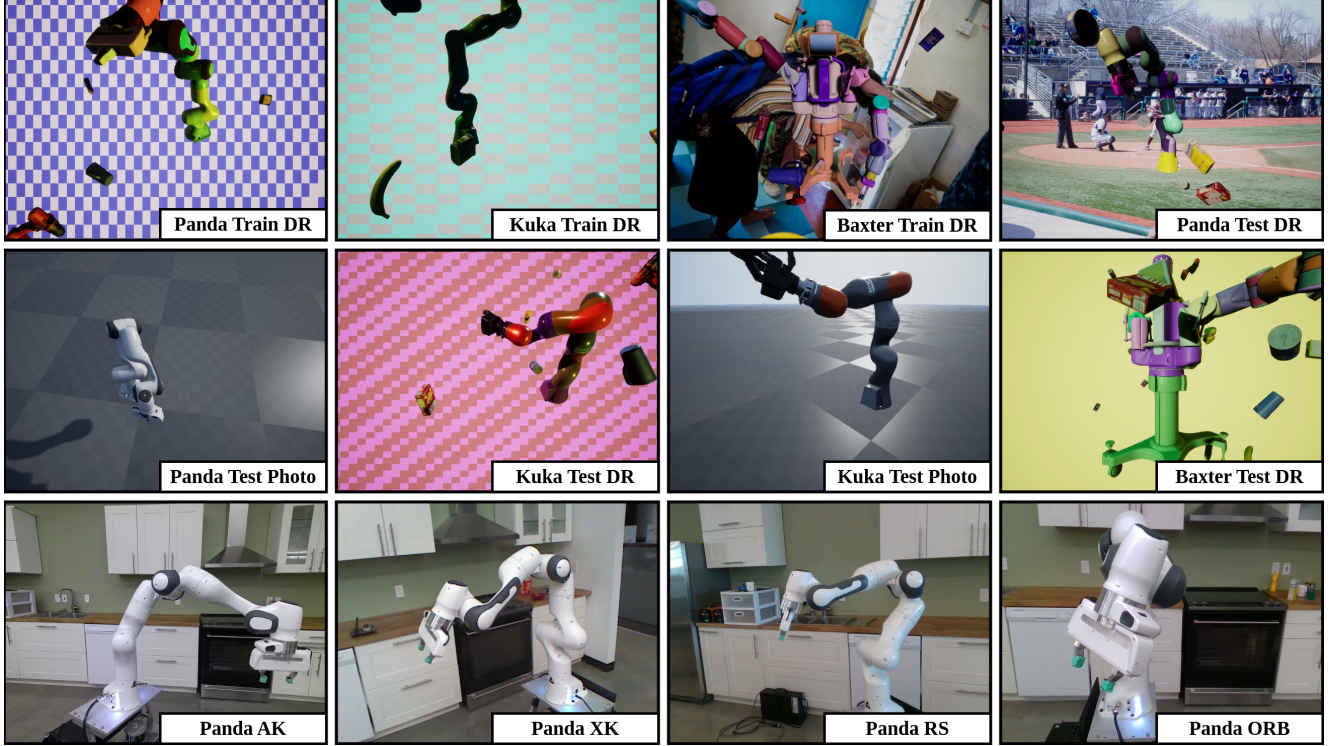 Panda Train DR
Kuka Train DR
Baxter Train DR
Panda Test DR
Panda Test Photo
Kuka Test DR
Kuka Test Photo
Baxter Test DR
Panda AK
Panda XK
Panda RS
Panda ORB